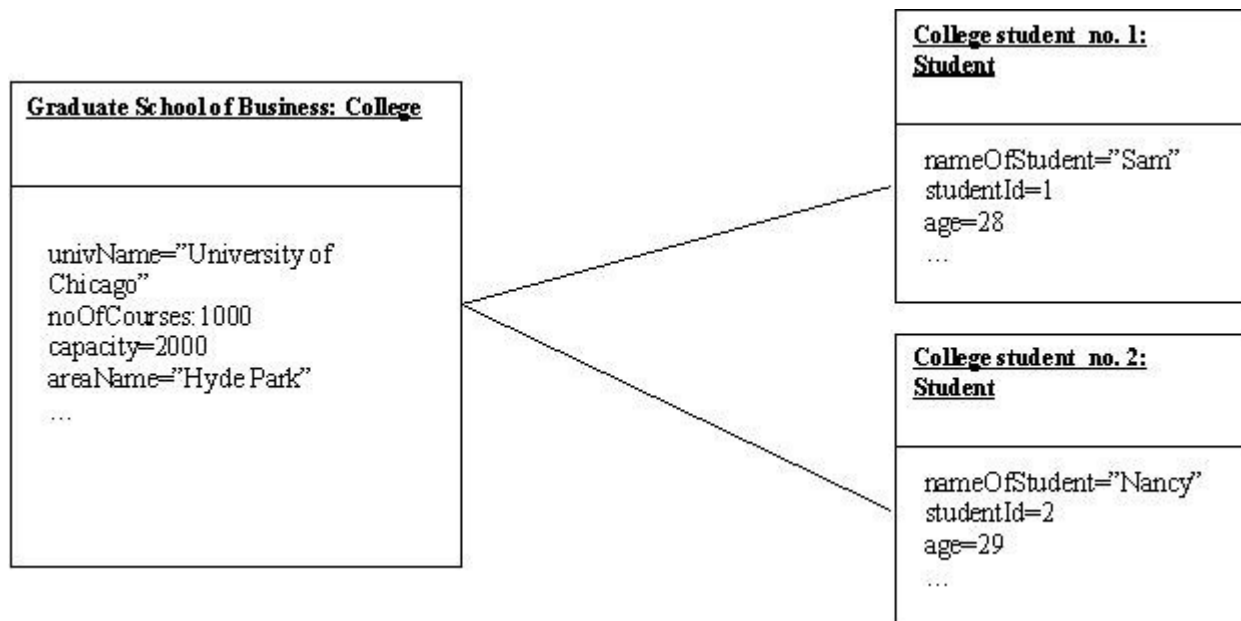 Graduate School of Business: College
univName=”University of
Chicago”
noOfCourses:1000
capacity=2000
areaName=”Hyde Park”
…
College student no. 1:
Student
nameOfStudent=”Sam”
studentId=1
age=28
…
College student no. 2:
Student
nameOfStudent=”Nancy”
studentId=2
age=29
…